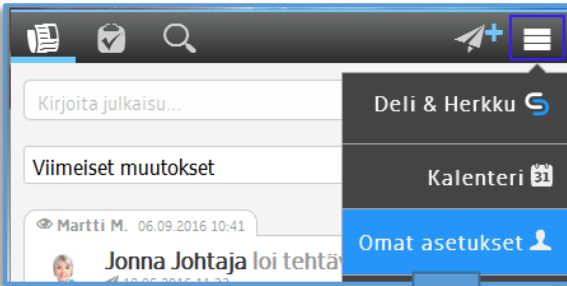 Kirjoita julkaisu...
Deli & Herkku
Viimeiset muutokset
Kalenteri 31
Martti M. 06.09.2016 10:41
Omat asetukset
Jonna Johtaja loi tehtäv